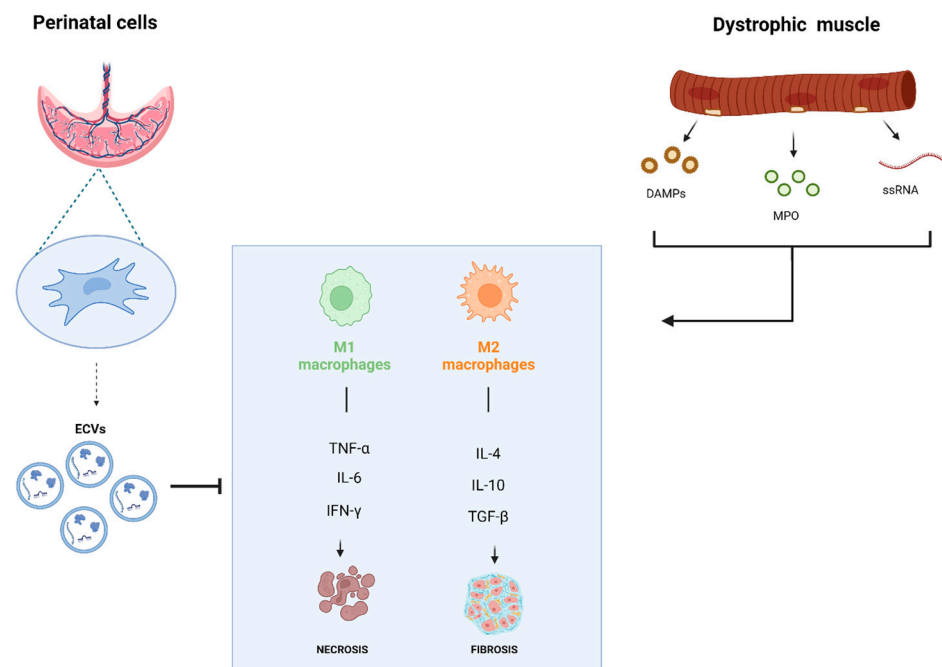 Perinatal cells
Dystrophic muscle
DAMPs
MPO
ssRNA
ECVs
M1
macrophages
M2
macrophages
TNF-α
IL-6
IFN-γ
IL-4
IL-10
TGF-β
NECROSIS
FIBROSIS